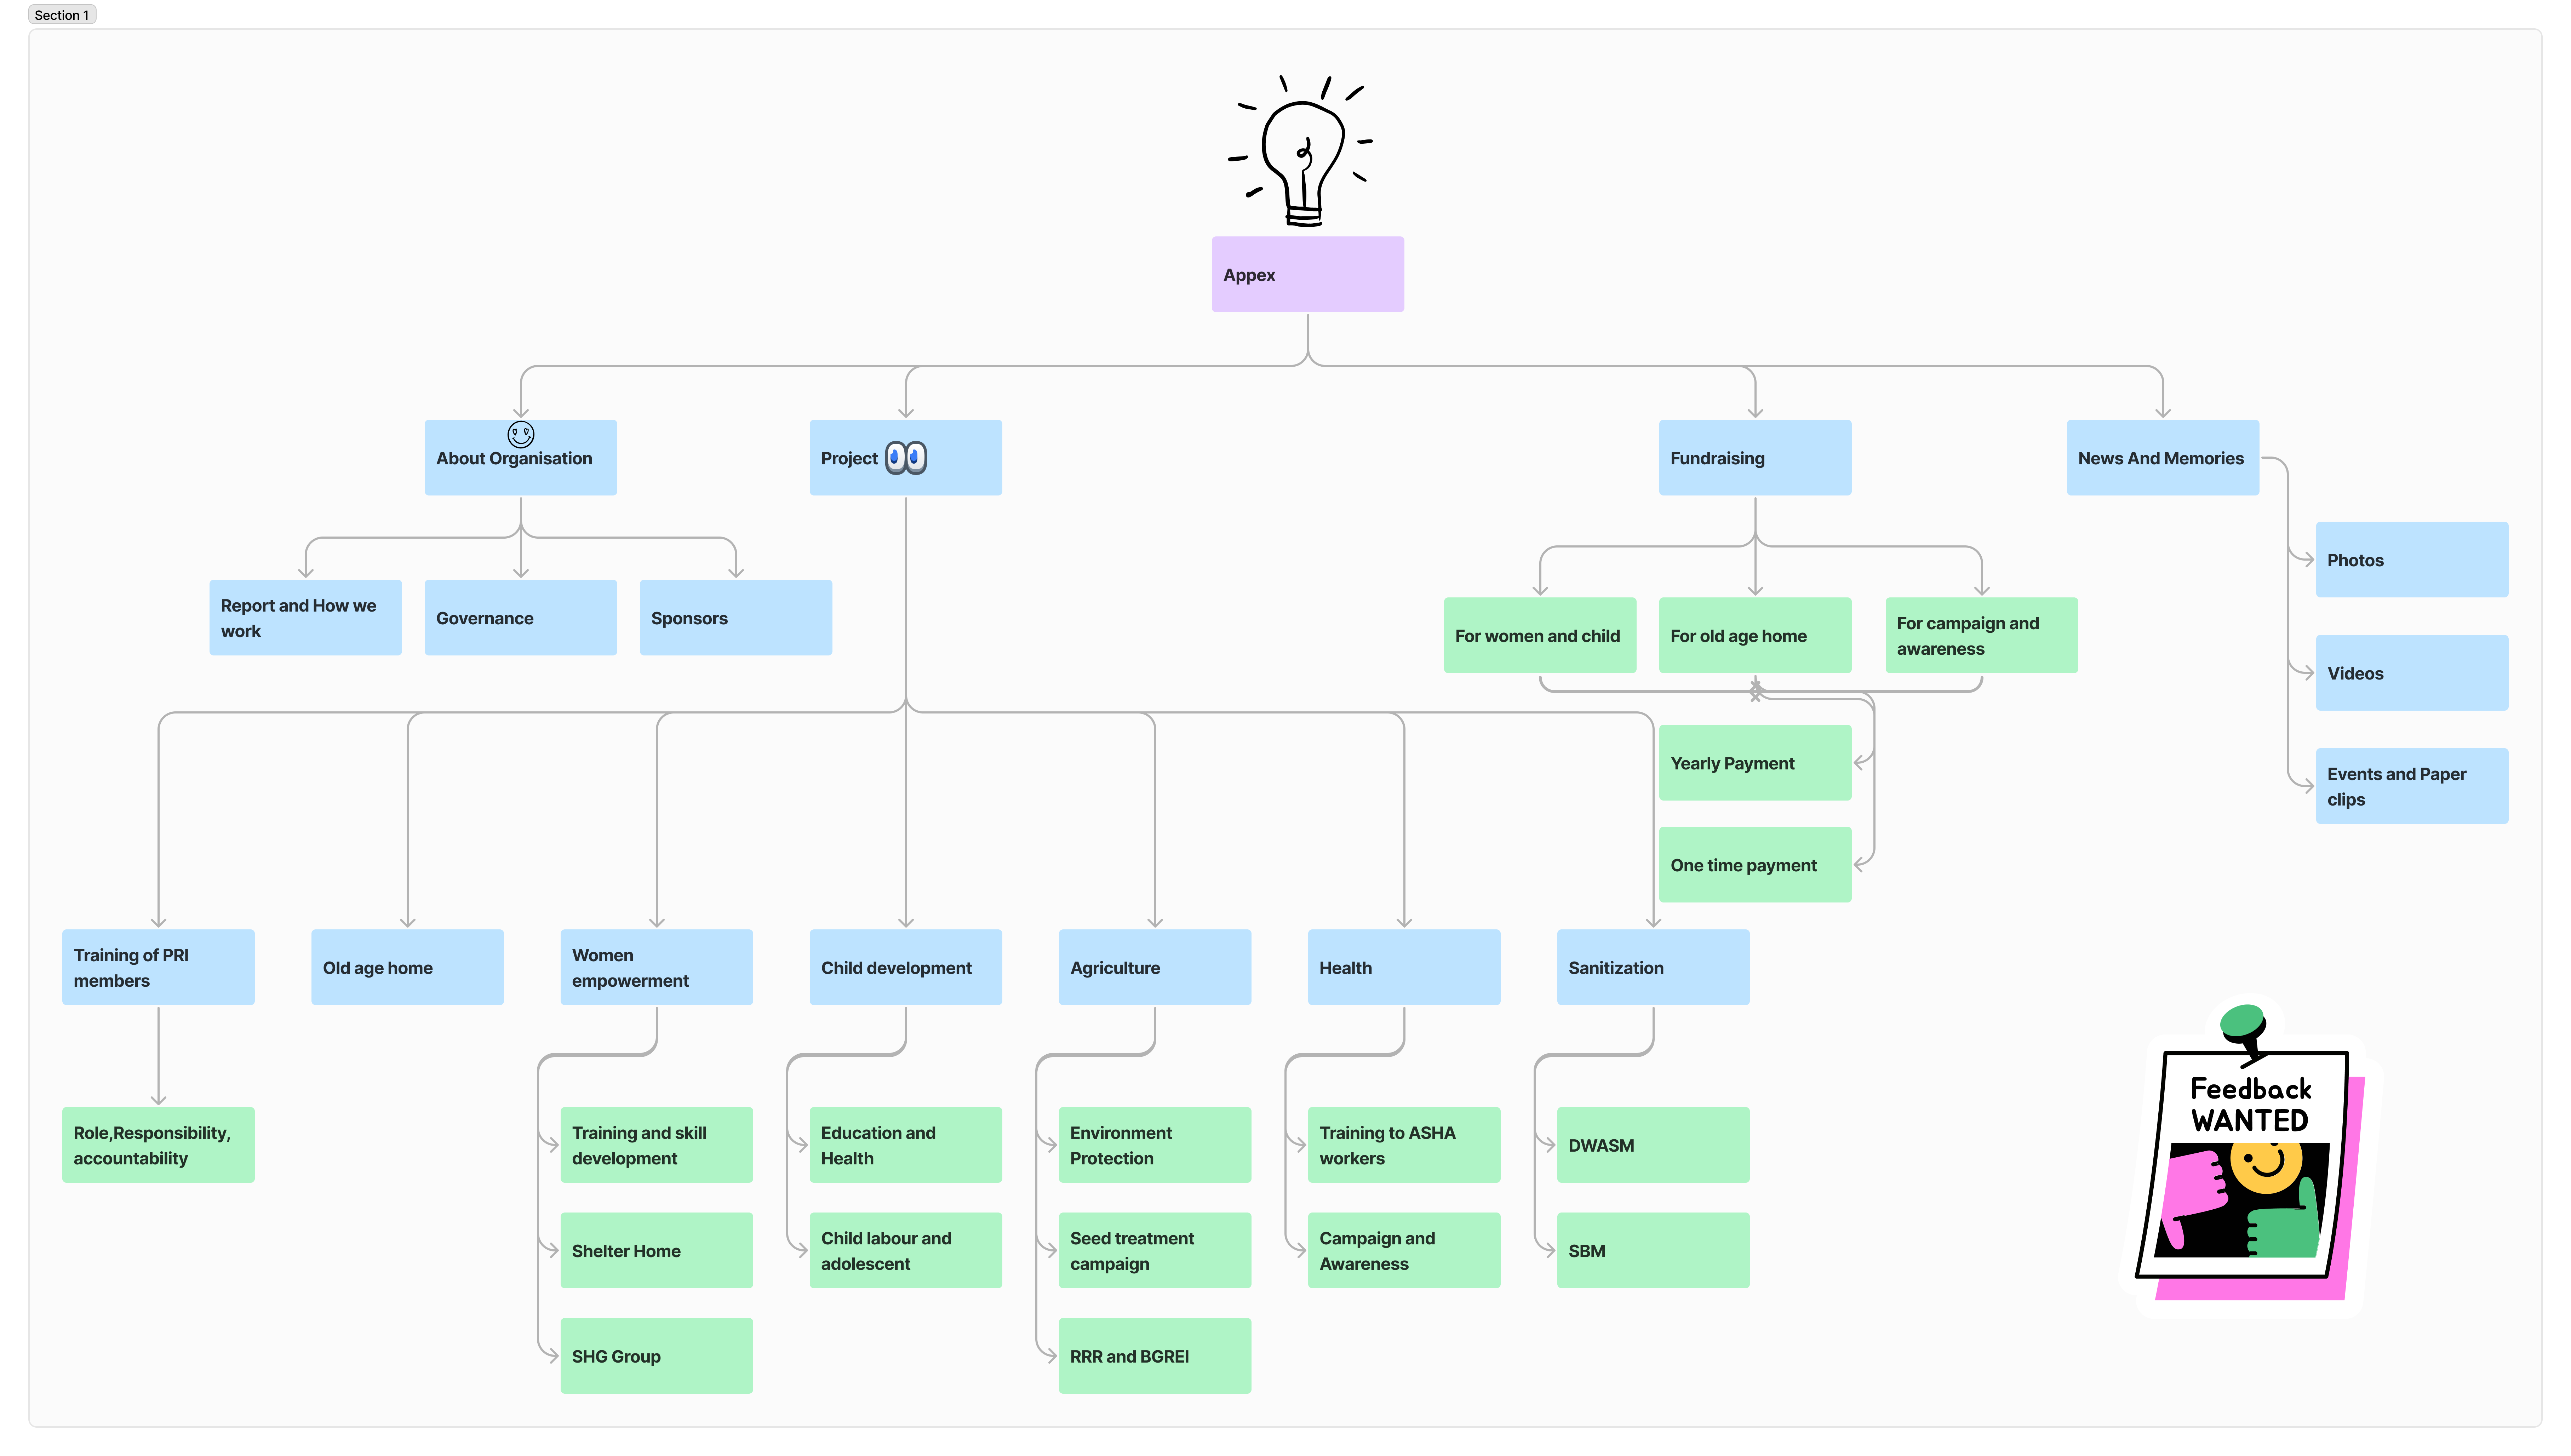 Section 1
Appex
About Organisation
Project
Fundraising
News And Memories
Report and How we
work
Governance
Sponsors
For women and child
For old age home
For campaign and
awareness
Photos
Videos
Events and Paper
clips
Yearly Payment
One time payment
Training of PRI
members
Old age home
Women
empowerment
Child development
Agriculture
Health
Sanitization
Role,Responsibility,
accountability
Training and skill
development
Shelter Home
SHG Group
Education and
Health
Child labour and
adolescent
Environment
Protection
Seed treatment
campaign
RRR and BGREI
Training to ASHA
workers
Campaign and
Awareness
DWASM
SBM
Feedback
WANTED